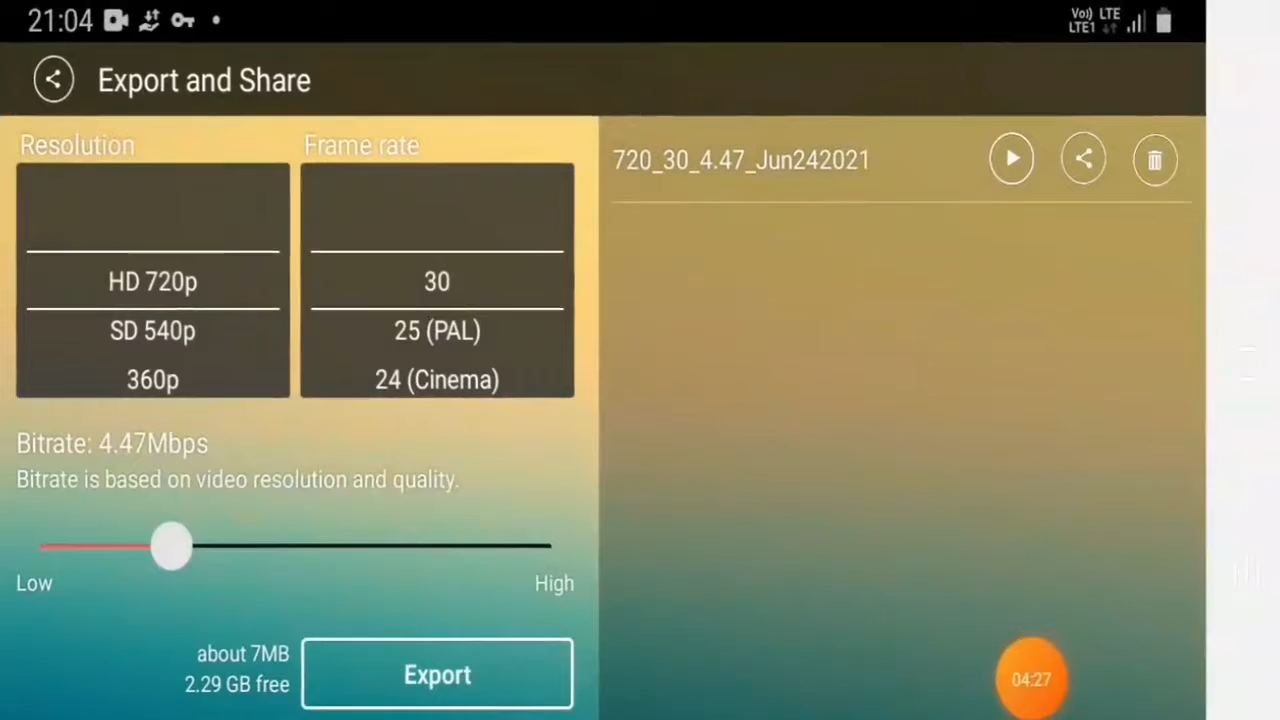 21:04
Vo)) LTE
LTE1
Export and Share
Resolution
Frame rate
HD 720p
SD 540p
360p
30
25 (PAL)
24 (Cinema)
720_30_4.47_Jun242021
Bitrate: 4.47Mbps
Bitrate is based on video resolution and quality.
Low
High
about 7MB
2.29 GB free
Export
04:27